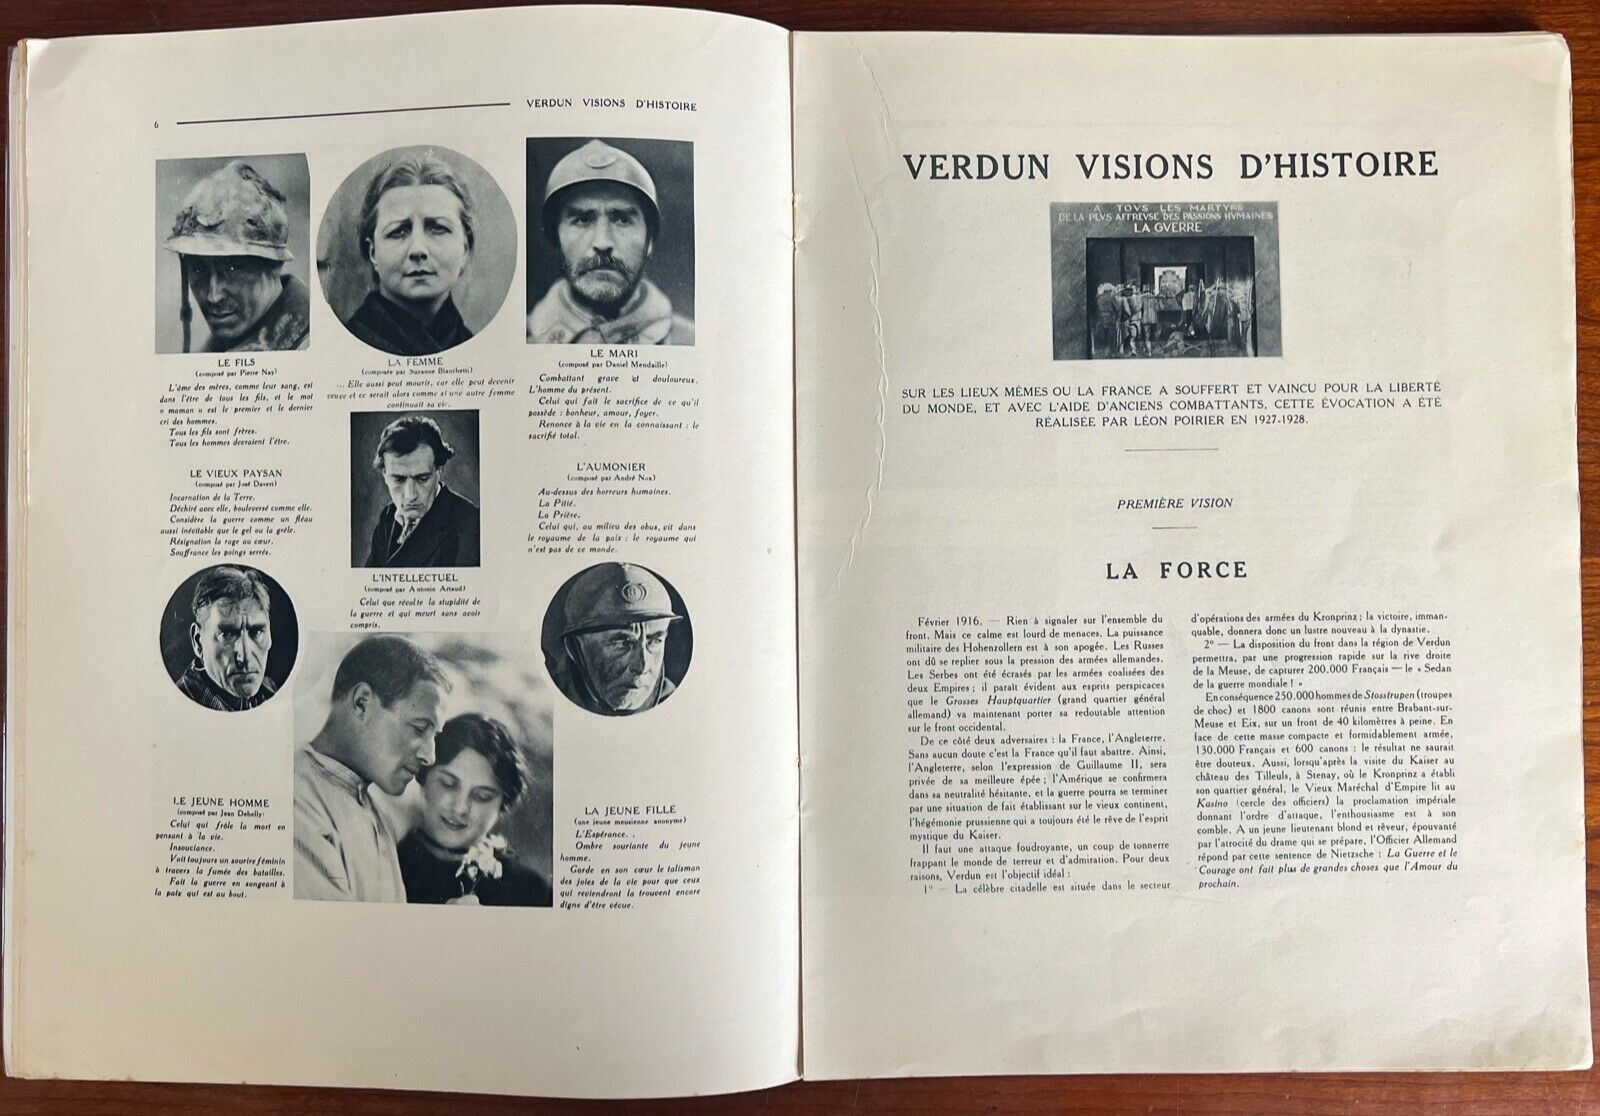 6
VERDUN VISIONS D'HISTOIRE
LE FILS
(composé par Pierre Nay)
L'âme des mères, comme leur sang, est
dans l'être de tous les fils, et le mot
« maman » est le premier et le dernier
cri des hommes.
Tous les fils sont frères.
Tous les hommes devraient l'être.
LA FEMME
(composée par Suzanne Bianchetti)
... Elle aussi peut mourir, car elle peut devenir
veuve et ce serait alors comme si une autre femme
continuait sa vie.
LE MARI
(composé par Daniel Mendaille)
Combattant grave et douloureux.
L'homme du présent.
Celui qui fait le sacrifice de ce qu'il
possède : bonheur, amour, foyer.
Renonce à la vie en la connaissant : le
sacrifié total.
LE VIEUX PAYSAN
(composé par José Davert)
Incarnation de la Terre.
Déchiré avec elle, bouleversé comme elle.
Considère la guerre comme un fléau
aussi inévitable que le gel ou la grêle.
Résignation la rage au cœur.
Souffrance les poings serrés.
L'AUMONIER
(composé par André Nox)
Au-dessus des horreurs humaines.
La Pitié.
La Prière.
Celui qui, au milieu des obus, vit dans
le royaume de la paix : le royaume qui
n'est pas de ce monde.
L'INTELLECTUEL
(composé par Antonin Artaud)
Celui que révolte la stupidité de
la guerre et qui meurt sans avoir
compris.
LE JEUNE HOMME
(composé par Jean Dehelly)
Celui qui frôle la mort en
pensant à la vie.
Insouciance.
Voit toujours un sourire féminin
à travers la fumée des batailles.
Fait la guerre en songeant à
la paix qui est au bout.
LA JEUNE FILLE
(une jeune meusienne anonyme)
L'Espérance. .
Ombre souriante du jeune
homme.
Garde en son cœur le talisman
des joies de la vie pour que ceux
qui reviendront la trouvent encore
digne d'être vécue.
VERDUN VISIONS D'HISTOIRE
A TOVS LES MARTYRS
DE LA PLVS AFFREVSE DES PASSIONS HVMAINES
LA GVERRE
SUR LES LIEUX MÊMES OU LA FRANCE A SOUFFERT ET VAINCU POUR LA LIBERTÉ
DU MONDE, ET AVEC L'AIDE D'ANCIENS COMBATTANTS, CETTE ÉVOCATION A ÉTÉ
RÉALISÉE PAR LÉON POIRIER EN 1927-1928.
PREMIÈRE VISION
LA FORCE
Février 1916. — Rien à signaler sur l'ensemble du
front. Mais ce calme est lourd de menaces. La puissance
militaire des Hohenzollern est à son apogée. Les Russes
ont dû se replier sous la pression des armées allemandes.
Les Serbes ont été écrasés par les armées coalisées des
deux Empires ; il paraît évident aux esprits perspicaces
que le Grosses Hauptquartier (grand quartier général
allemand) va maintenant porter sa redoutable attention
sur le front occidental.
De ce côté deux adversaires : la France, l'Angleterre.
Sans aucun doute c'est la France qu'il faut abattre. Ainsi,
l'Angleterre, selon l'expression de Guillaume II, sera
privée de sa meilleure épée ; l'Amérique se confirmera
dans sa neutralité hésitante, et la guerre pourra se terminer
par une situation de fait établissant sur le vieux continent,
l'hégémonie prussienne qui a toujours été le rêve de l'esprit
mystique du Kaiser.
Il faut une attaque foudroyante, un coup de tonnerre
frappant le monde de terreur et d'admiration. Pour deux
raisons, Verdun est l'objectif idéal :
1° — La célèbre citadelle est située dans le secteur
d'opérations des armées du Kronprinz ; la victoire, imman-
quable, donnera donc un lustre nouveau à la dynastie.
2° — La disposition du front dans la région de Verdun
permettra, par une progression rapide sur la rive droite
de la Meuse, de capturer 200.000 Français — le « Sedan
de la guerre mondiale ! »
En conséquence 250.000 hommes de Stosstrupen (troupes
de choc) et 1800 canons sont réunis entre Brabant-sur-
Meuse et Eix, sur un front de 40 kilomètres à peine. En
face de cette masse compacte et formidablement armée,
130.000 Français et 600 canons : le résultat ne saurait
être douteux. Aussi, lorsqu'après la visite du Kaiser au
château des Tilleuls, à Stenay, où le Kronprinz a établi
son quartier général, le Vieux Maréchal d'Empire lit au
Kasino (cercle des officiers) la proclamation impériale
donnant l'ordre d'attaque, l'enthousiasme est à son
comble. A un jeune lieutenant blond et rêveur, épouvanté
par l'atrocité du drame qui se prépare, l'Officier Allemand
répond par cette sentence de Nietzsche : La Guerre et le
Courage ont fait plus de grandes choses que l'Amour du
prochain.